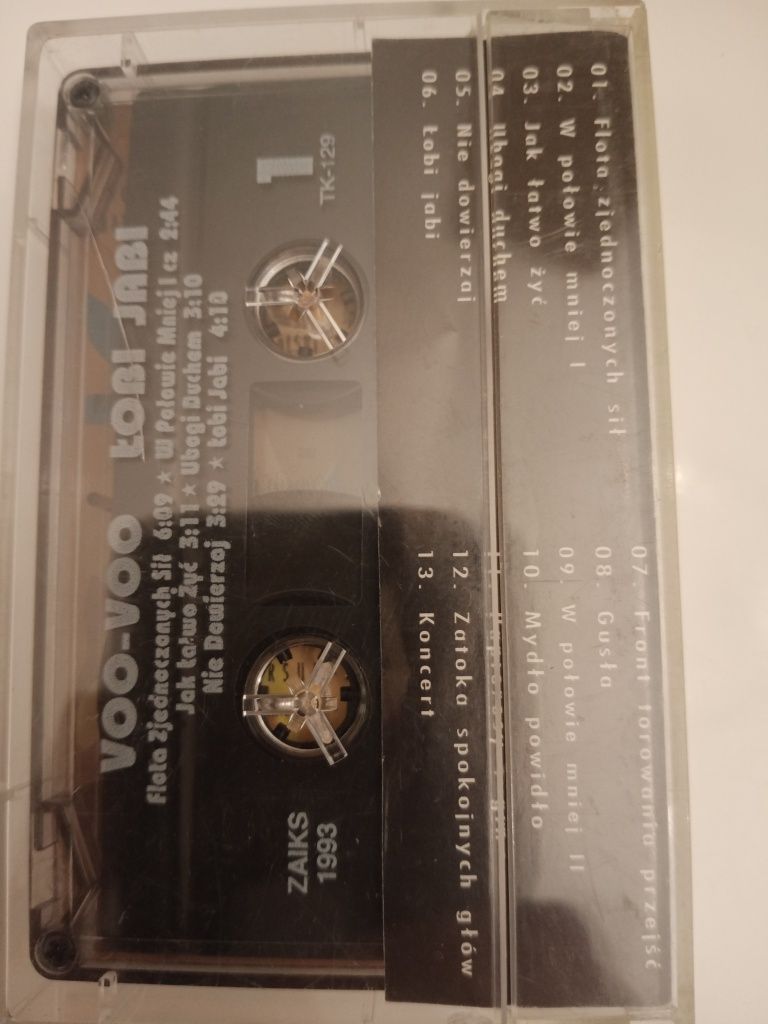 01. Flota zjednoczonych sił
02. W połowie mniej I
03. Jak łatwo żyć
04 Ubogi duchem
05. Nie dowierzaj
06. Łobi jabi
07. Front torowania przejść
08. Gusła
09. W połowie mniej II
10. Mydło powidło
12. Zatoka spokojnych głów
13. Koncert
1
TK-129
VOO-VOO ŁOBI JABI
Flota Zjednoczonych Sił 6:09 ★ W Połowie Mniej I cz 2:44
Jak Łatwo Żyć 3:11 ★ Ubogi Duchem 3:10
Nie Dowierzaj 3:29 ★ Łobi Jabi 4:10
ZAIKS
1993